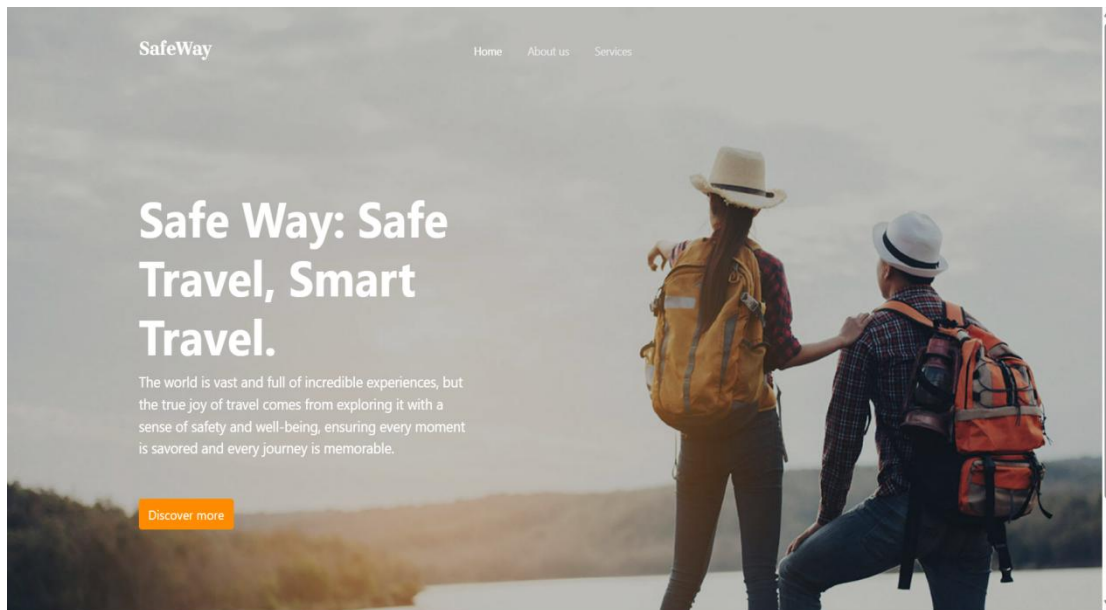 SafeWay
Home About us Services
Safe Way: Safe
Travel, Smart
Travel.
The world is vast and full of incredible experiences, but
the true joy of travel comes from exploring it with a
sense of safety and well-being, ensuring every moment
is savored and every journey is memorable.
Discover more